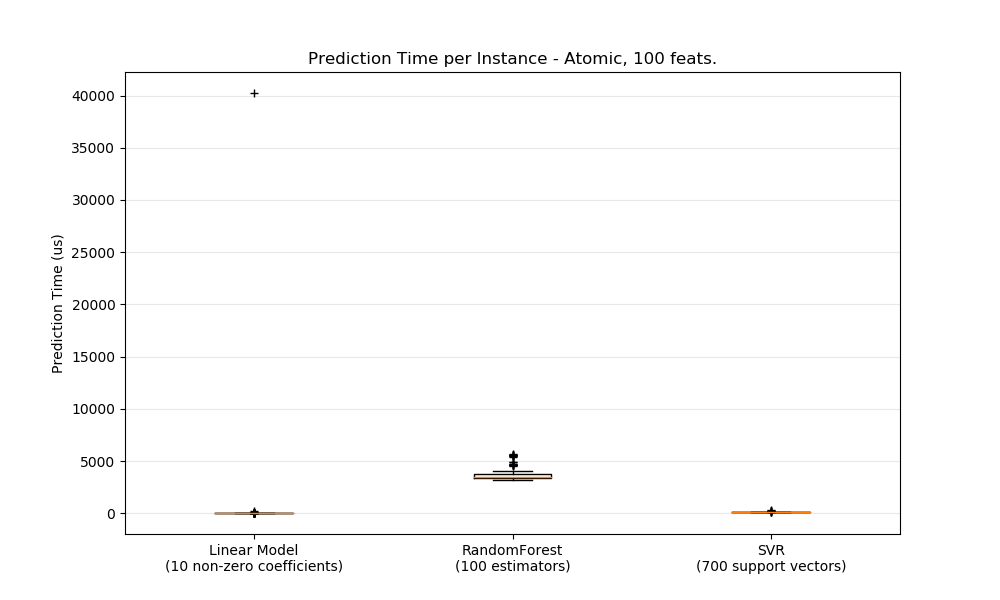 Prediction Time per Instance - Atomic, 100 feats.
Prediction Time (us)
40000
35000
30000
25000
20000
15000
10000
5000
0
Linear Model
(10 non-zero coefficients)
RandomForest
(100 estimators)
SVR
(700 support vectors)